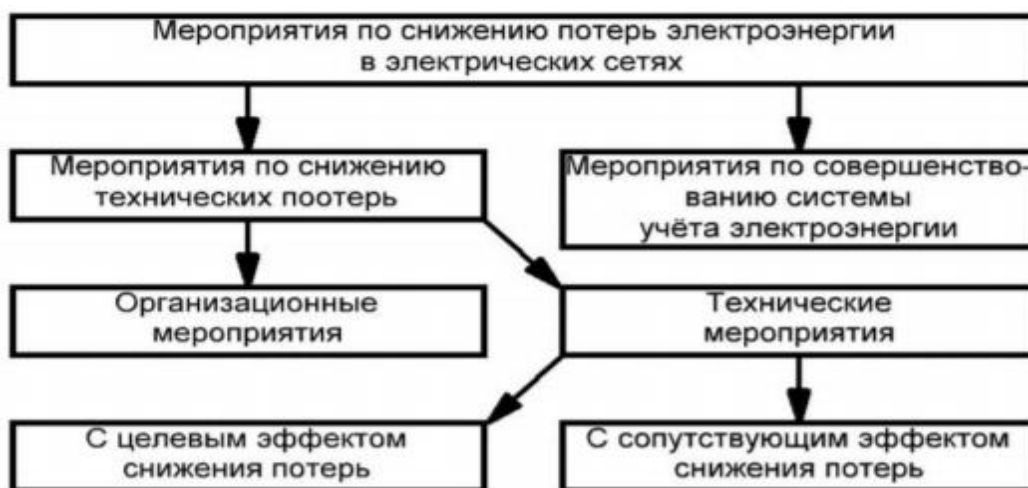 Мероприятия по снижению потерь электроэнергии
в электрических сетях
Мероприятия по снижению
технических поотерь
Мероприятия по совершенство-
ванию системы
учёта электроэнергии
Организационные
мероприятия
Технические
мероприятия
С целевым эффектом
снижения потерь
С сопутствующим эффектом
снижения потерь